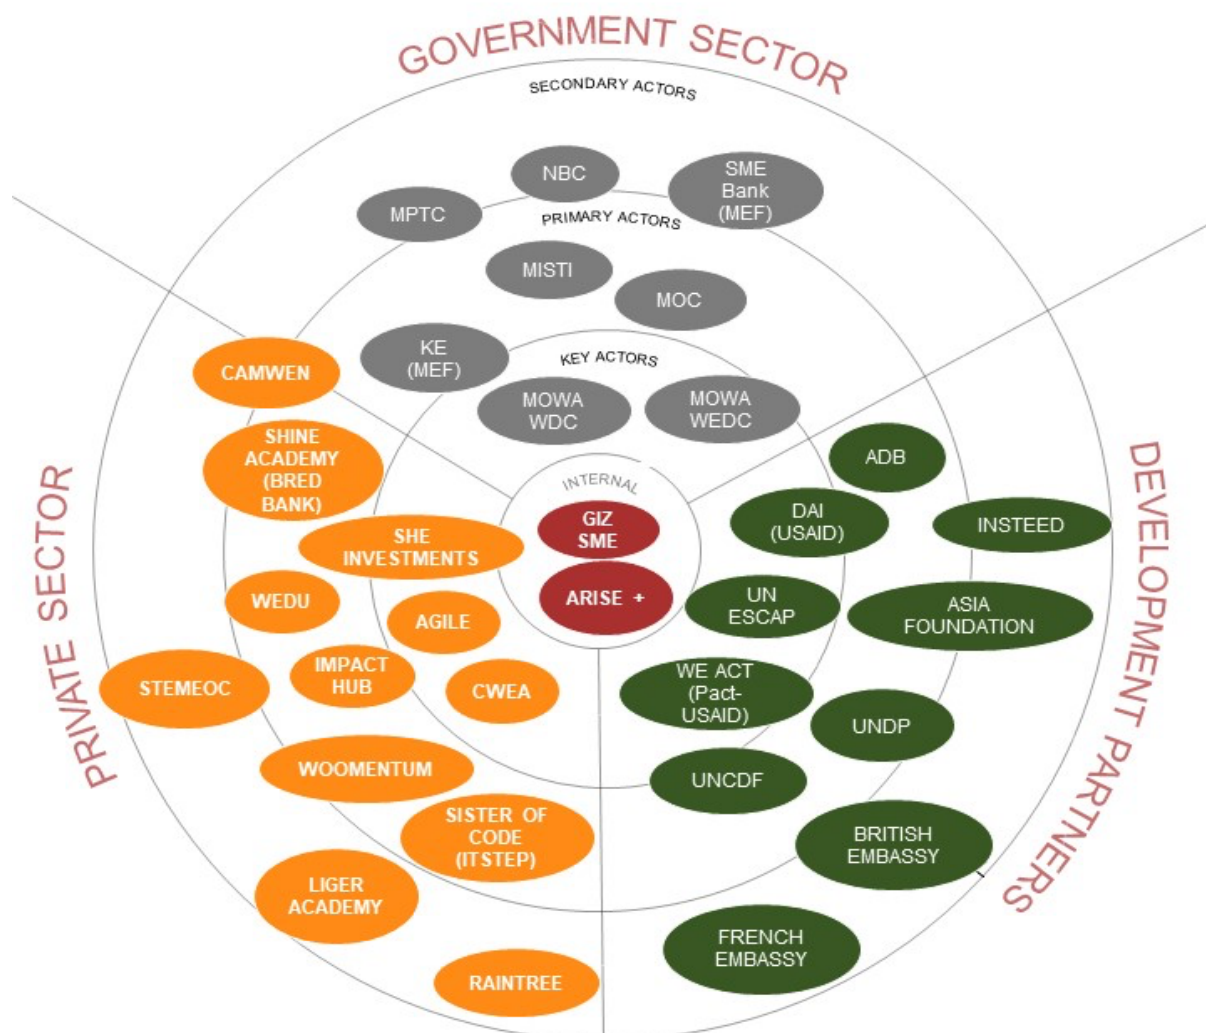 GOVERNMENT SECTOR
SECONDARY ACTORS
NBC
SME
Bank
(MEF)
MPTC
PRIMARY ACTORS
MISTI
MOC
KE
(MEF)
KEY ACTORS
MOWA
WDC
MOWA
WEDC
INTERNAL
GIZ
SME
ARISE +
PRIVATE SECTOR
CAMWEN
SHINE
ACADEMY
(BRED
BANK)
SHE
INVESTMENTS
WEDU
AGILE
IMPACT
HUB
STEMEOC
CWEA
WOOMENTUM
SISTER OF
CODE
(ITSTEP)
LIGER
ACADEMY
RAINTREE
DEVELOPMENT PARTNERS
ADB
DAI
(USAID)
INSTEED
UN
ESCAP
ASIA
FOUNDATION
WE ACT
(Pact-
USAID)
UNDP
UNCDF
BRITISH
EMBASSY
FRENCH
EMBASSY